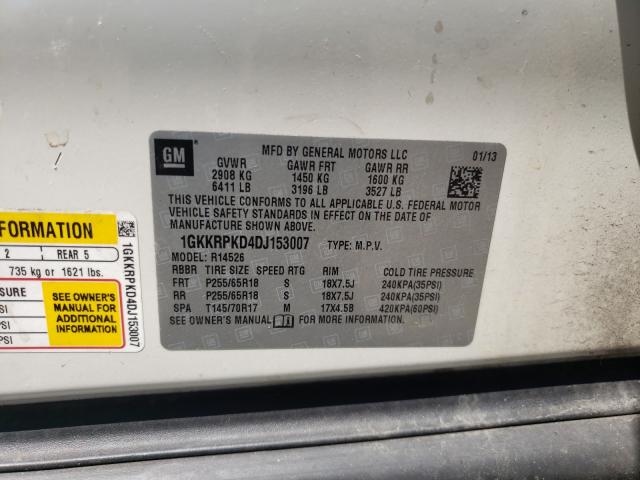 GM
MFD BY GENERAL MOTORS LLC 01/13
GVWR GAWR FRT GAWR RR
2908 KG 1450 KG 1600 KG
6411 LB 3196 LB 3527 LB
THIS VEHICLE CONFORMS TO ALL APPLICABLE U.S. FEDERAL MOTOR
VEHICLE SAFETY STANDARDS IN EFFECT ON THE DATE OF
MANUFACTURE SHOWN ABOVE.
1GKKRPKD4DJ153007 TYPE: M.P.V.
MODEL: R14526
RBBR TIRE SIZE SPEED RTG RIM COLD TIRE PRESSURE
FRT P255/65R18 S 18X7.5J 240KPA(35PSI)
RR P255/65R18 S 18X7.5J 240KPA(35PSI)
SPA T145/70R17 M 17X4.5B 420KPA(60PSI)
SEE OWNER'S MANUAL FOR MORE INFORMATION.
FORMATION
2 REAR 5
735 kg or 1621 lbs.
SURE
PSI
PSI
PSI
SEE OWNER'S
MANUAL FOR
ADDITIONAL
INFORMATION
1GKKRPKD4DJ153007